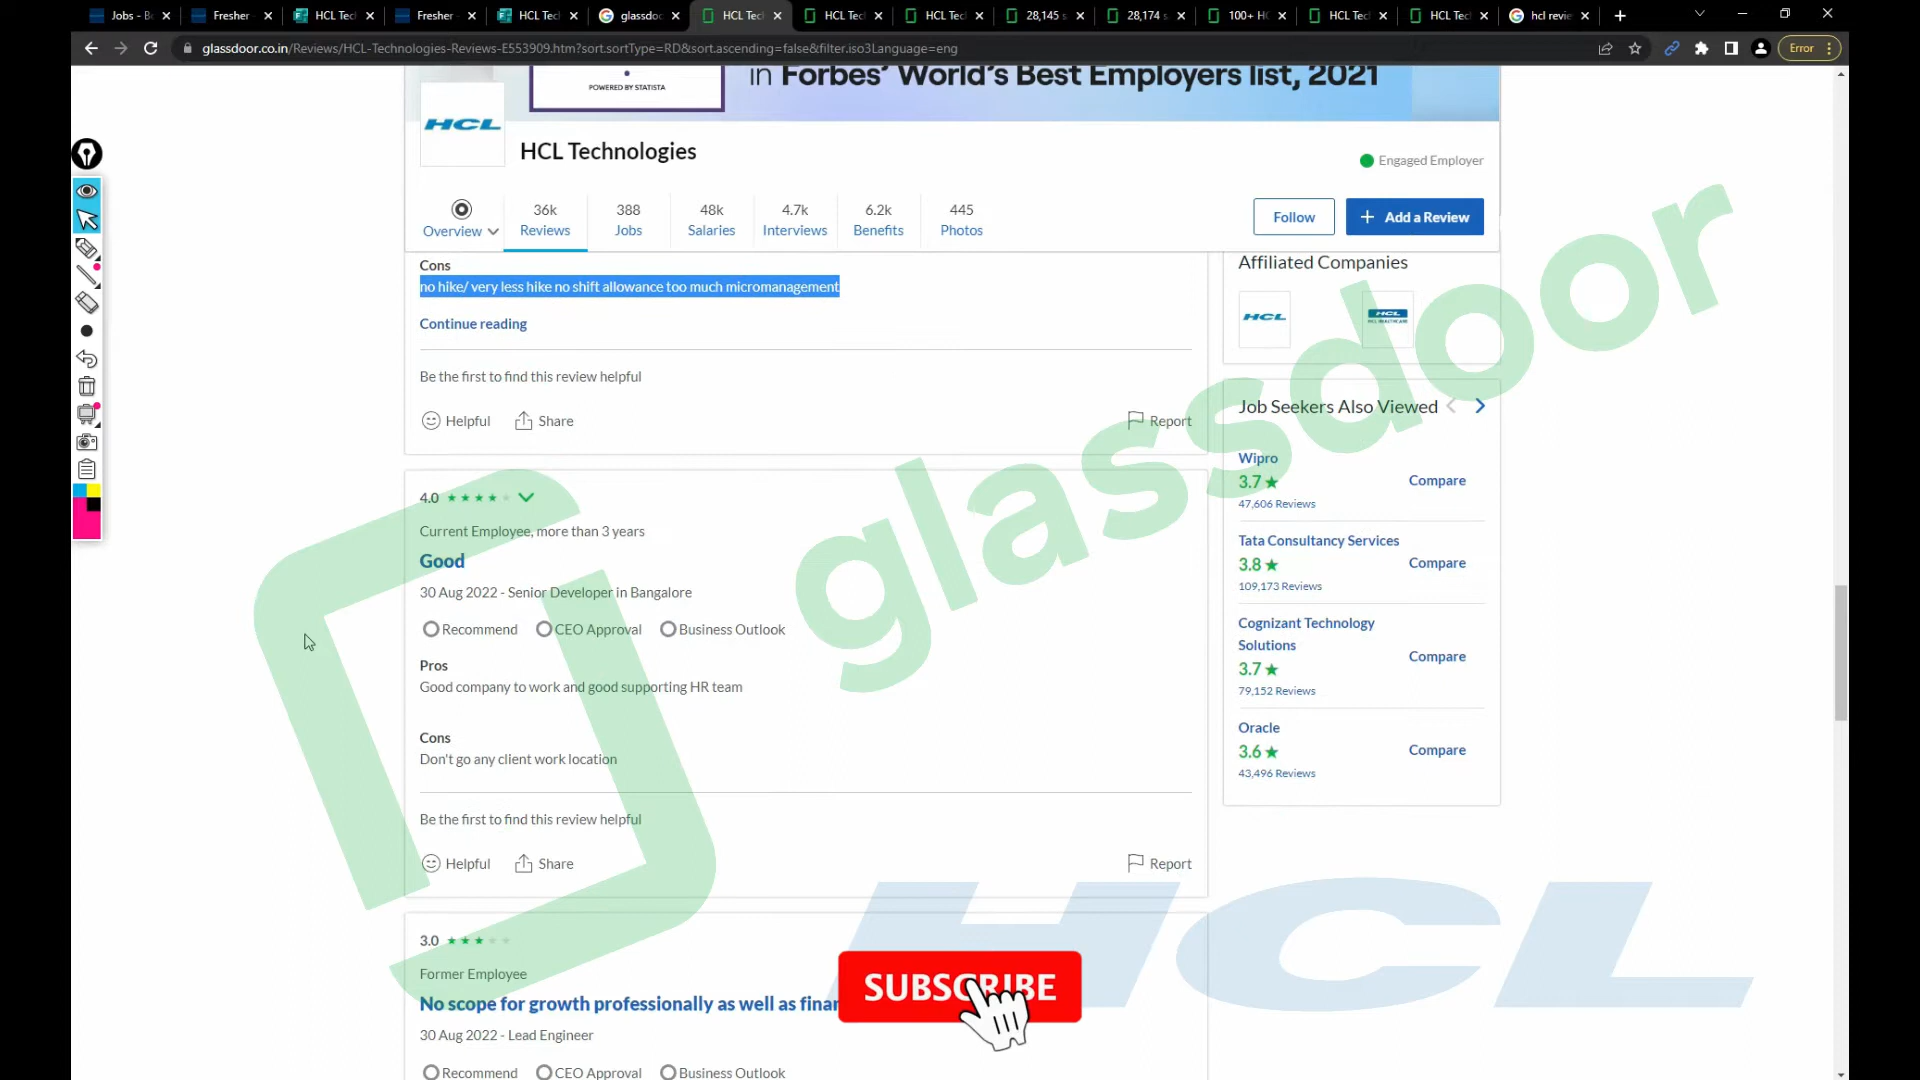 Jobs - B
Fresher -
HCL Tec
Fresher -
HCL Tec
glassdo
HCL Tec
HCL Tec
HCL Tec
28,145 s
28,174 s
100+ H
HCL Tec
HCL Tec
hcl revie
glassdoor.co.in/Reviews/HCL-Technologies-Reviews-E553909.htm?sort.sortType=RD&sort.ascending=false&filter.iso3Language=eng
Error
POWERED BY STATISTA
in Forbes' World's Best Employers list, 2021
HCL
HCL Technologies
Engaged Employer
Overview
36k
Reviews
388
Jobs
48k
Salaries
4.7k
Interviews
6.2k
Benefits
445
Photos
Follow
+ Add a Review
Cons
no hike/ very less hike no shift allowance too much micromanagement
Continue reading
Be the first to find this review helpful
Helpful
Share
Report
4.0
Current Employee, more than 3 years
Good
30 Aug 2022 - Senior Developer in Bangalore
Recommend
CEO Approval
Business Outlook
Pros
Good company to work and good supporting HR team
Cons
Don't go any client work location
Be the first to find this review helpful
Helpful
Share
Report
3.0
Former Employee
No scope for growth professionally as well as finan
30 Aug 2022 - Lead Engineer
Recommend
CEO Approval
Business Outlook
Affiliated Companies
HCL
HCL
HCL HEALTHCARE
Job Seekers Also Viewed
Wipro
3.7
47,606 Reviews
Compare
Tata Consultancy Services
3.8
109,173 Reviews
Compare
Cognizant Technology
Solutions
3.7
79,152 Reviews
Compare
Oracle
3.6
43,496 Reviews
Compare
glassdoor
HCL
SUBSCRIBE